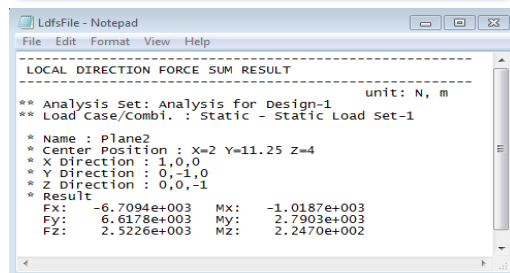 LdfsFile - Notepad
File Edit Format View Help
--------------------------------------------------------------
LOCAL DIRECTION FORCE SUM RESULT
--------------------------------------------------------------
unit: N, m
** Analysis Set: Analysis for Design-1
** Load Case/Combi. : Static - Static Load Set-1
* Name : Plane2
* Center Position : X=2 Y=11.25 Z=4
* X Direction : 1,0,0
* Y Direction : 0,-1,0
* Z Direction : 0,0,-1
* Result
Fx: -6.7094e+003 Mx: -1.0187e+003
Fy: 6.6178e+003 My: 2.7903e+003
Fz: 2.5226e+003 Mz: 2.2470e+002